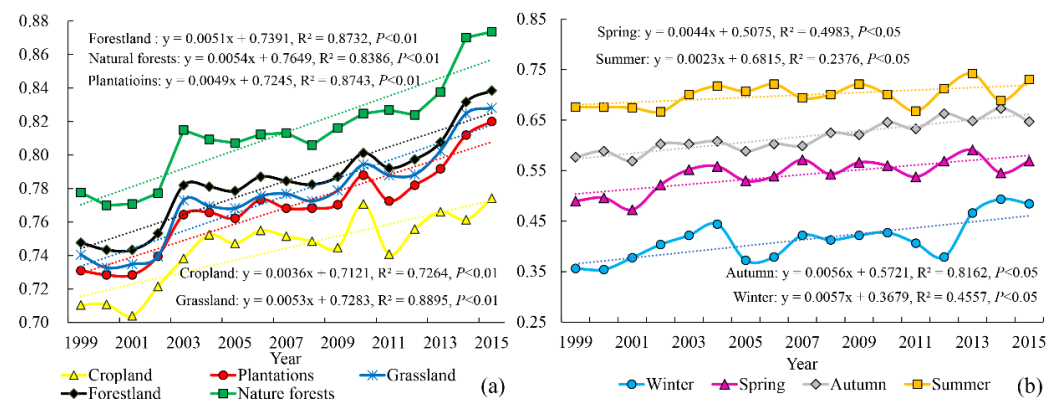 0.88
0.86
0.84
0.82
0.80
0.78
0.76
0.74
0.72
0.70
Forestland : y = 0.0051x + 0.7391, R² = 0.8732, P<0.01
Natural forests: y = 0.0054x + 0.7649, R² = 0.8386, P<0.01
Plantatioins: y = 0.0049x + 0.7245, R² = 0.8743, P<0.01
Cropland: y = 0.0036x + 0.7121, R² = 0.7264, P<0.01
Grassland: y = 0.0053x + 0.7283, R² = 0.8895, P<0.01
1999 2001 2003 2005 2007 2009 2011 2013 2015
Year
Cropland Plantations Grassland
Forestland Nature forests
(a)
0.85
0.75
0.65
0.55
0.45
0.35
0.25
Spring: y = 0.0044x + 0.5075, R² = 0.4983, P<0.05
Summer: y = 0.0023x + 0.6815, R² = 0.2376, P<0.05
Autumn: y = 0.0056x + 0.5721, R² = 0.8162, P<0.05
Winter: y = 0.0057x + 0.3679, R² = 0.4557, P<0.05
1999 2001 2003 2005 2007 2009 2011 2013 2015
Year
Winter Spring Autumn Summer
(b)